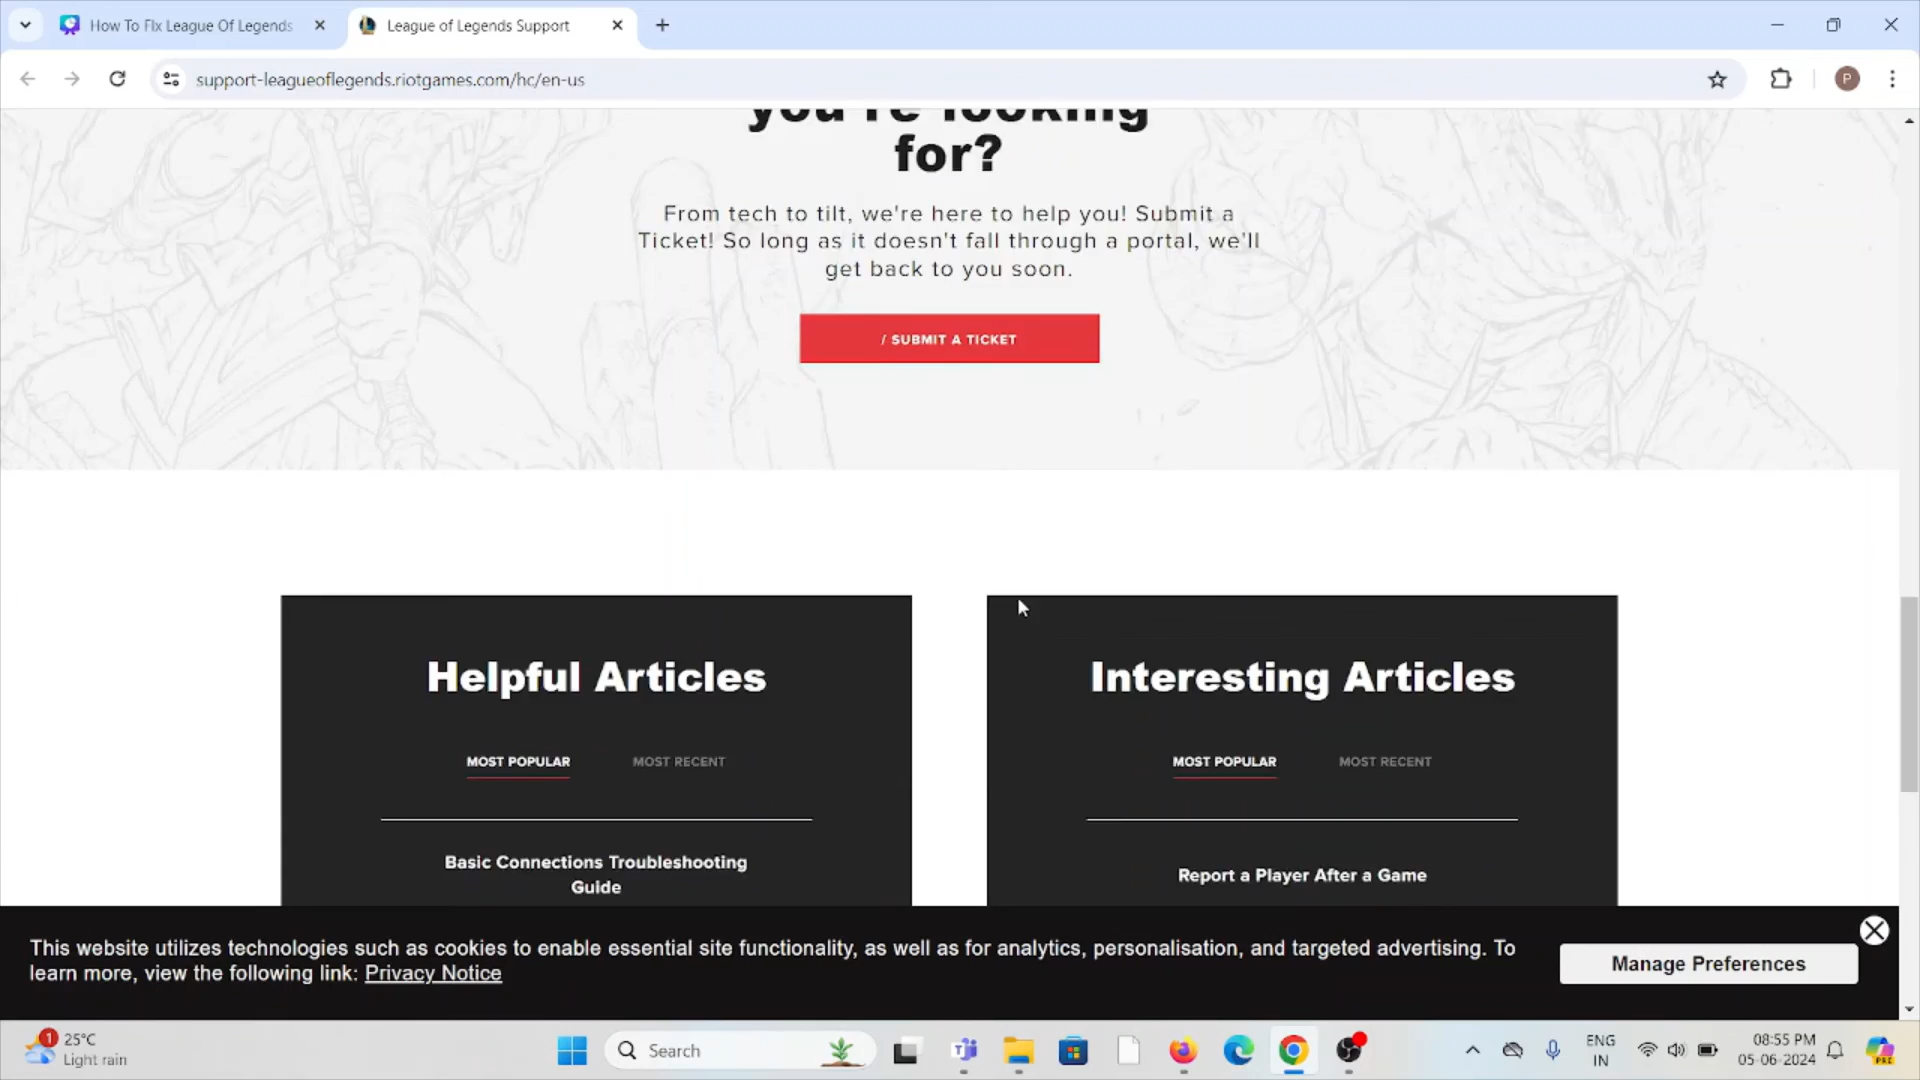 How To FIx League Of Legends
League of Legends Support
support-leagueoflegends.riotgames.com/hc/en-us
P
you're looking
for?
From tech to tilt, we're here to help you! Submit a
Ticket! So long as it doesn't fall through a portal, we'll
get back to you soon.
/ SUBMIT A TICKET
Helpful Articles
MOST POPULAR
MOST RECENT
Basic Connections Troubleshooting
Guide
Interesting Articles
MOST POPULAR
MOST RECENT
Report a Player After a Game
This website utilizes technologies such as cookies to enable essential site functionality, as well as for analytics, personalisation, and targeted advertising. To
learn more, view the following link: Privacy Notice
Manage Preferences
1
25°C
Light rain
Search
ENG
IN
08:55 PM
05-06-2024
PRE